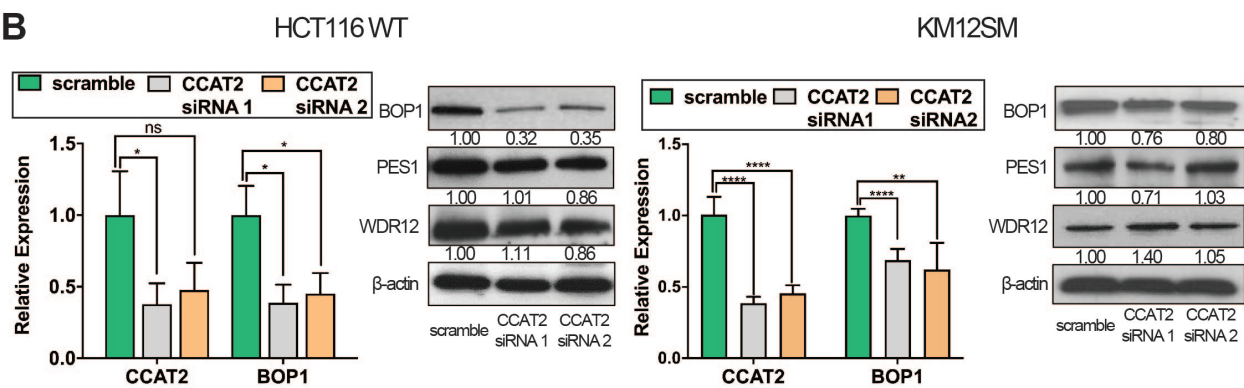 B
HCT116 WT
scramble CCAT2 siRNA 1 CCAT2 siRNA 2
Relative Expression
1.5
1.0
0.5
0.0
ns
*
*
*
CCAT2 BOP1
BOP1
1.00 0.32 0.35
PES1
1.00 1.01 0.86
WDR12
1.00 1.11 0.86
β-actin
scramble CCAT2 siRNA 1 CCAT2 siRNA 2
KM12SM
scramble CCAT2 siRNA1 CCAT2 siRNA2
Relative Expression
1.5
1.0
0.5
0.0
****
****
**
****
CCAT2 BOP1
BOP1
1.00 0.76 0.80
PES1
1.00 0.71 1.03
WDR12
1.00 1.40 1.05
β-actin
scramble CCAT2 siRNA 1 CCAT2 siRNA 2